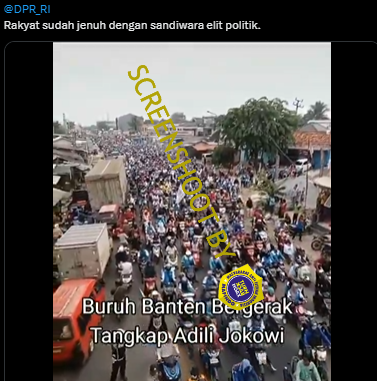 @DPR_RI
Rakyat sudah jenuh dengan sandiwara elit politik.
SCREENSHOOT BY
Buruh Banten Bergerak
Tangkap Adili Jokowi